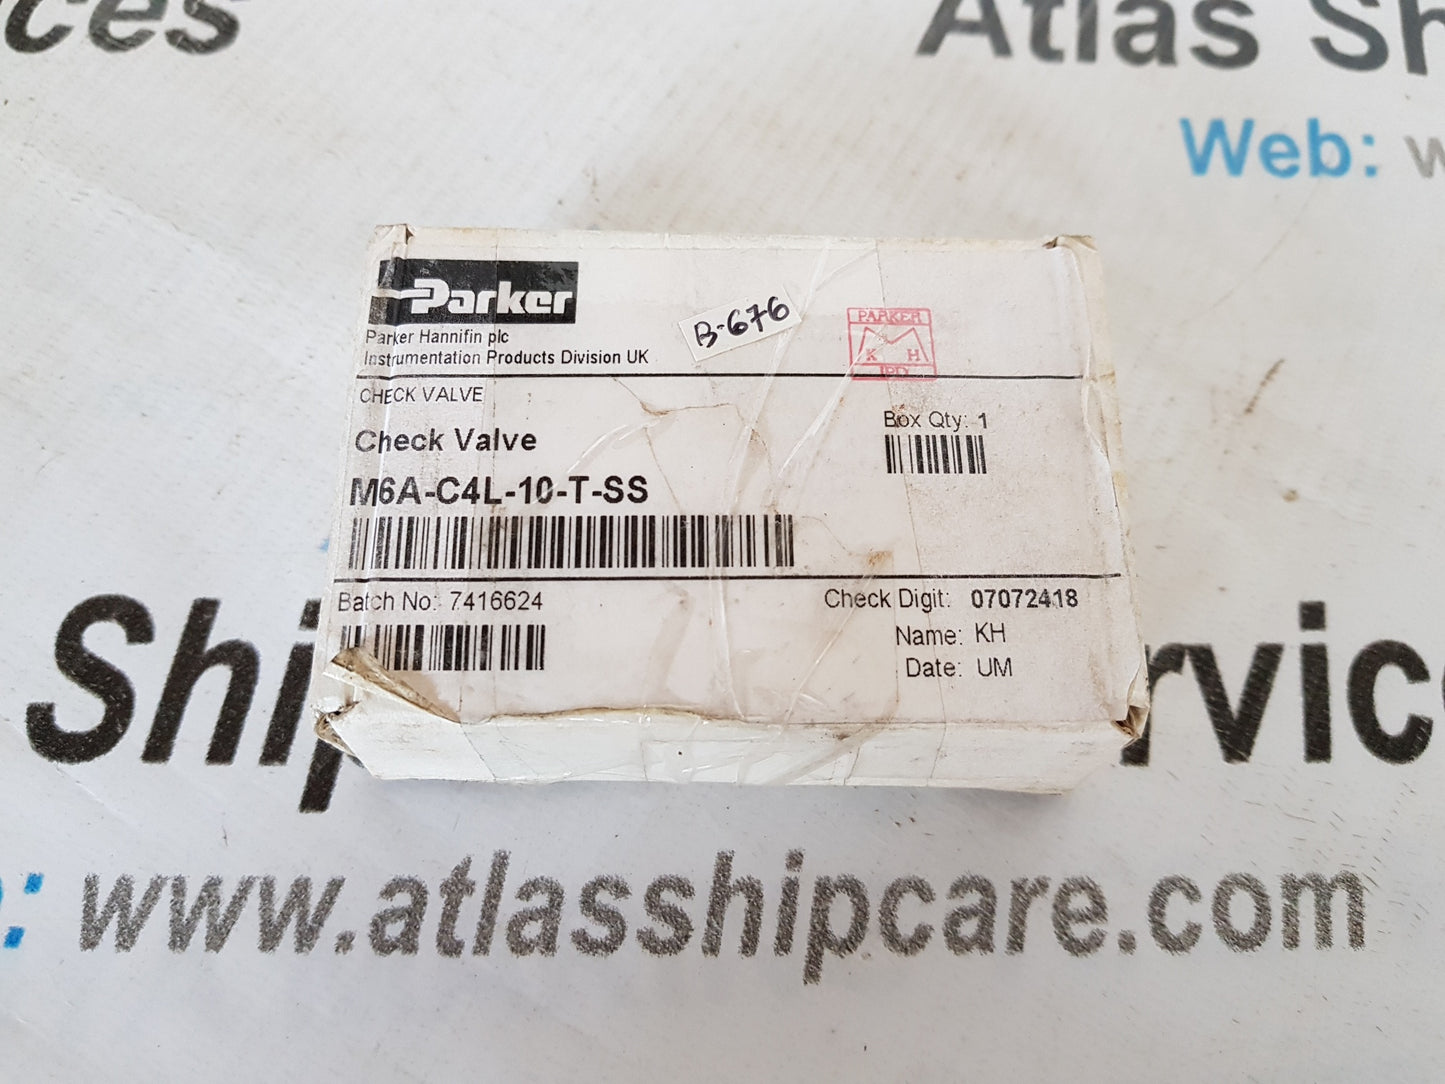 ces
Atlas Sh
Web: w
Parker
Parker Hannifin plc
Instrumentation Products Division UK
B-676
PARKER
K H
IPD
CHECK VALVE
Box Qty: 1
Check Valve
M6A-C4L-10-T-SS
Batch No: 7416624
Check Digit: 07072418
Name: KH
Date: UM
Ship
rvic
: www.atlasshipcare.com